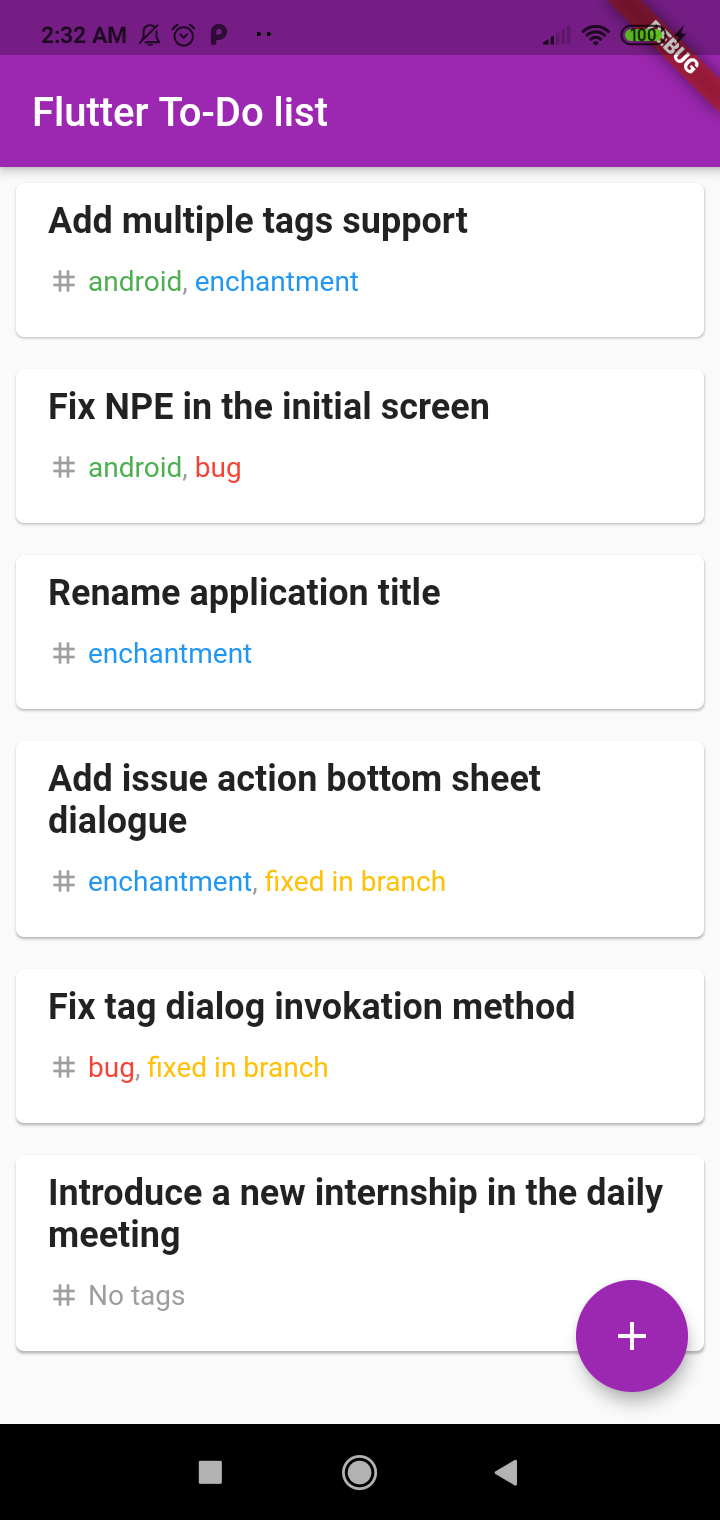 2:32 AM
100
DEBUG
Flutter To-Do list
Add multiple tags support
# android, enchantment
Fix NPE in the initial screen
# android, bug
Rename application title
# enchantment
Add issue action bottom sheet
dialogue
# enchantment, fixed in branch
Fix tag dialog invokation method
# bug, fixed in branch
Introduce a new internship in the daily
meeting
# No tags